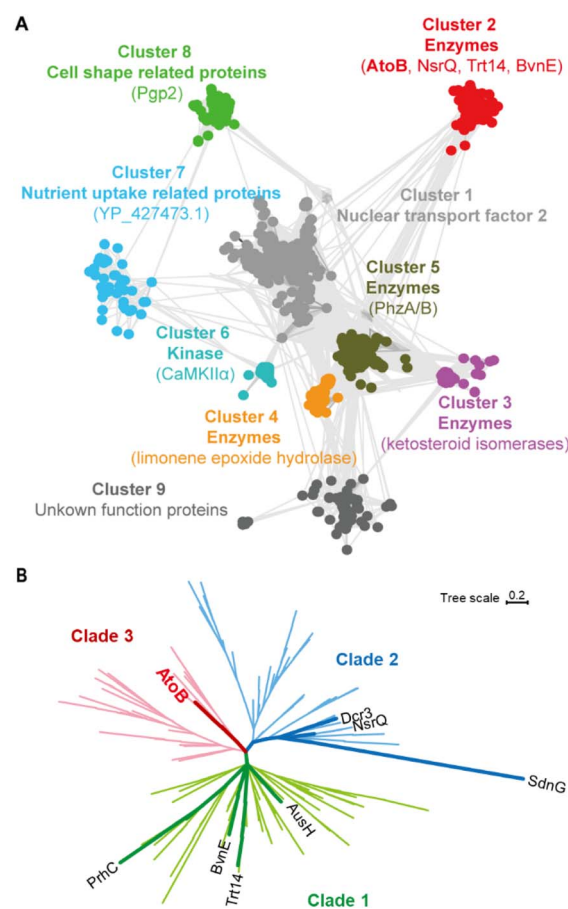 A
Cluster 8
Cell shape related proteins
(Pgp2)
Cluster 2
Enzymes
(AtoB, NsrQ, Trt14, BvnE)
Cluster 7
Nutrient uptake related proteins
(YP_427473.1)
Cluster 1
Nuclear transport factor 2
Cluster 5
Enzymes
(PhzA/B)
Cluster 6
Kinase
(CaMKIIα)
Cluster 4
Enzymes
(limonene epoxide hydrolase)
Cluster 3
Enzymes
(ketosteroid isomerases)
Cluster 9
Unkown function proteins
B
Tree scale 0.2
Clade 3
AtoB
Clade 2
Dcr3
NsrQ
SdnG
AusH
BvnE
Trt14
PrhC
Clade 1